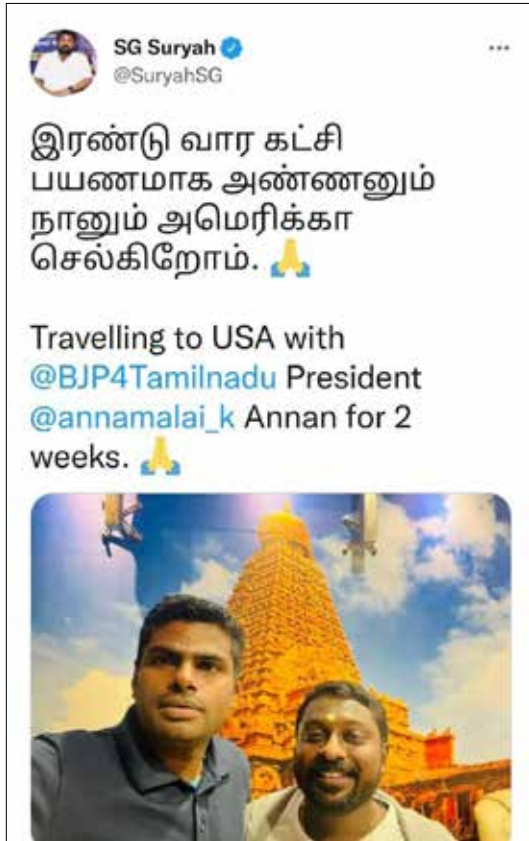 SG Suryah
@SuryahSG
இரண்டு வார கட்சி
பயணமாக அண்ணனும்
நானும் அமெரிக்கா
செல்கிறோம். 🙏
Travelling to USA with
@BJP4Tamilnadu President
@annamalai_k Annan for 2
weeks. 🙏